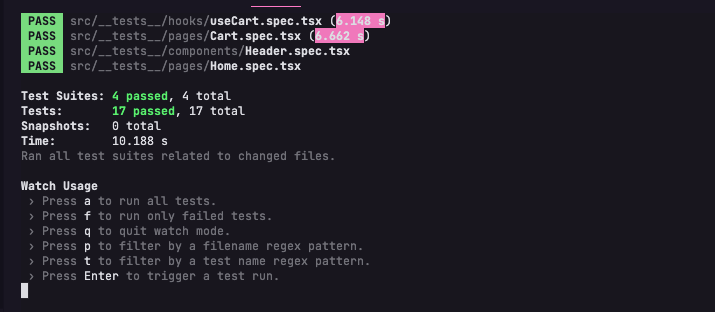 PASS src/__tests__/hooks/useCart.spec.tsx (6.148 s)
PASS src/__tests__/pages/Cart.spec.tsx (6.662 s)
PASS src/__tests__/components/Header.spec.tsx
PASS src/__tests__/pages/Home.spec.tsx
Test Suites: 4 passed, 4 total
Tests: 17 passed, 17 total
Snapshots: 0 total
Time: 10.188 s
Ran all test suites related to changed files.
Watch Usage
› Press a to run all tests.
› Press f to run only failed tests.
› Press q to quit watch mode.
› Press p to filter by a filename regex pattern.
› Press t to filter by a test name regex pattern.
› Press Enter to trigger a test run.